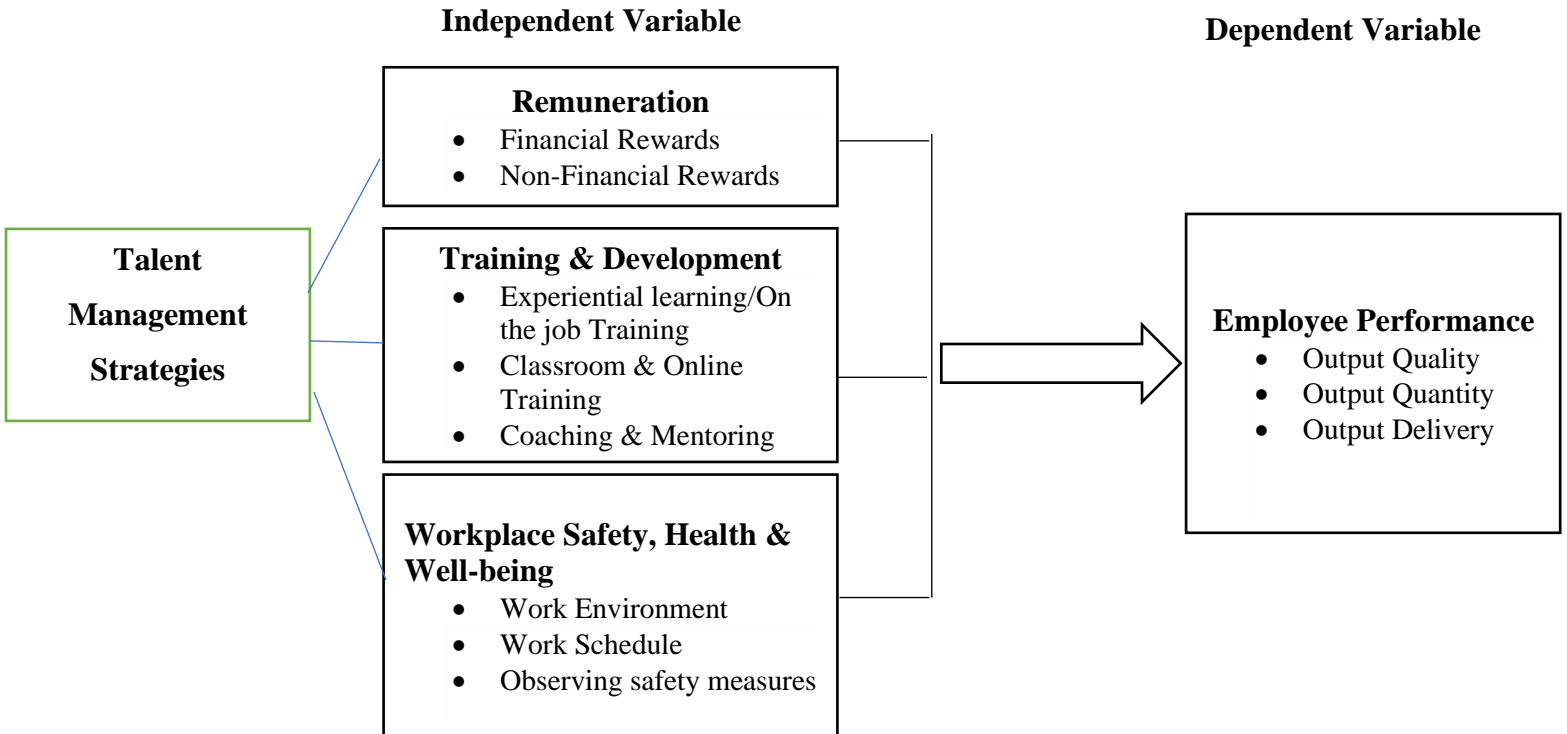 Independent Variable
Dependent Variable
Talent
Management
Strategies
Remuneration
• Financial Rewards
• Non-Financial Rewards
Training & Development
• Experiential learning/On
the job Training
• Classroom & Online
Training
• Coaching & Mentoring
Workplace Safety, Health &
Well-being
• Work Environment
• Work Schedule
• Observing safety measures
Employee Performance
• Output Quality
• Output Quantity
• Output Delivery